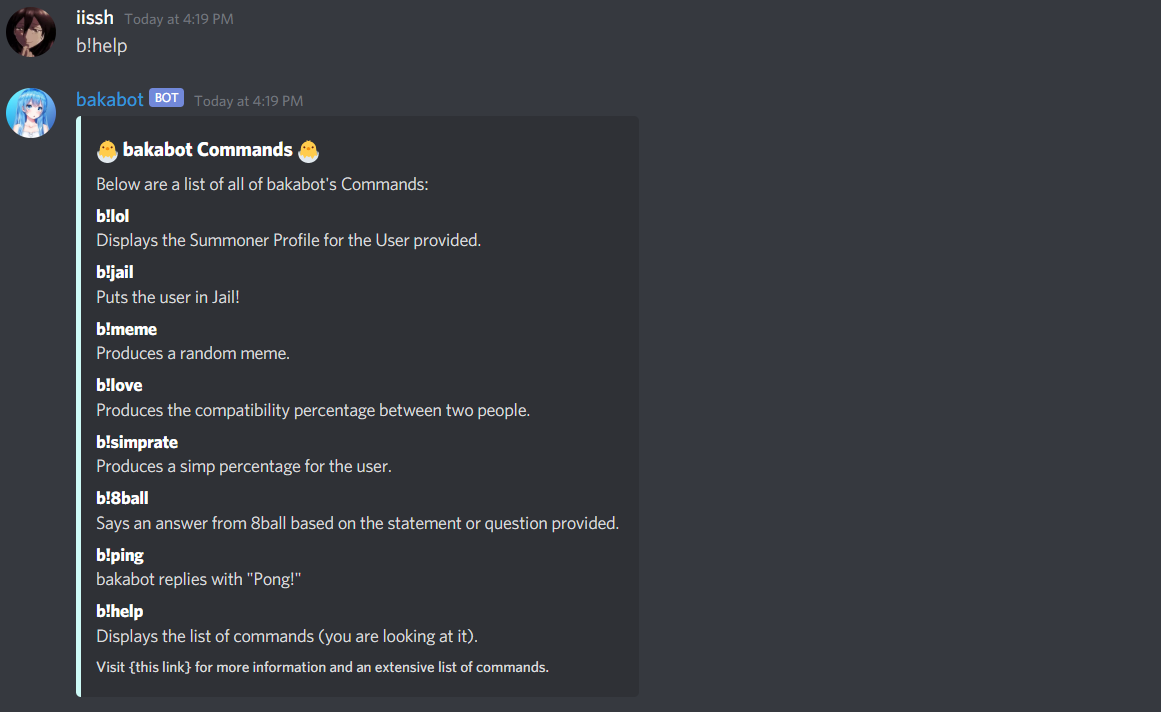 iissh Today at 4:19 PM
b!help
bakabot BOT Today at 4:19 PM
🐣 bakabot Commands 🐣
Below are a list of all of bakabot's Commands:
b!lol
Displays the Summoner Profile for the User provided.
b!jail
Puts the user in Jail!
b!meme
Produces a random meme.
b!love
Produces the compatibility percentage between two people.
b!simprate
Produces a simp percentage for the user.
b!8ball
Says an answer from 8ball based on the statement or question provided.
b!ping
bakabot replies with "Pong!"
b!help
Displays the list of commands (you are looking at it).
Visit {this link} for more information and an extensive list of commands.